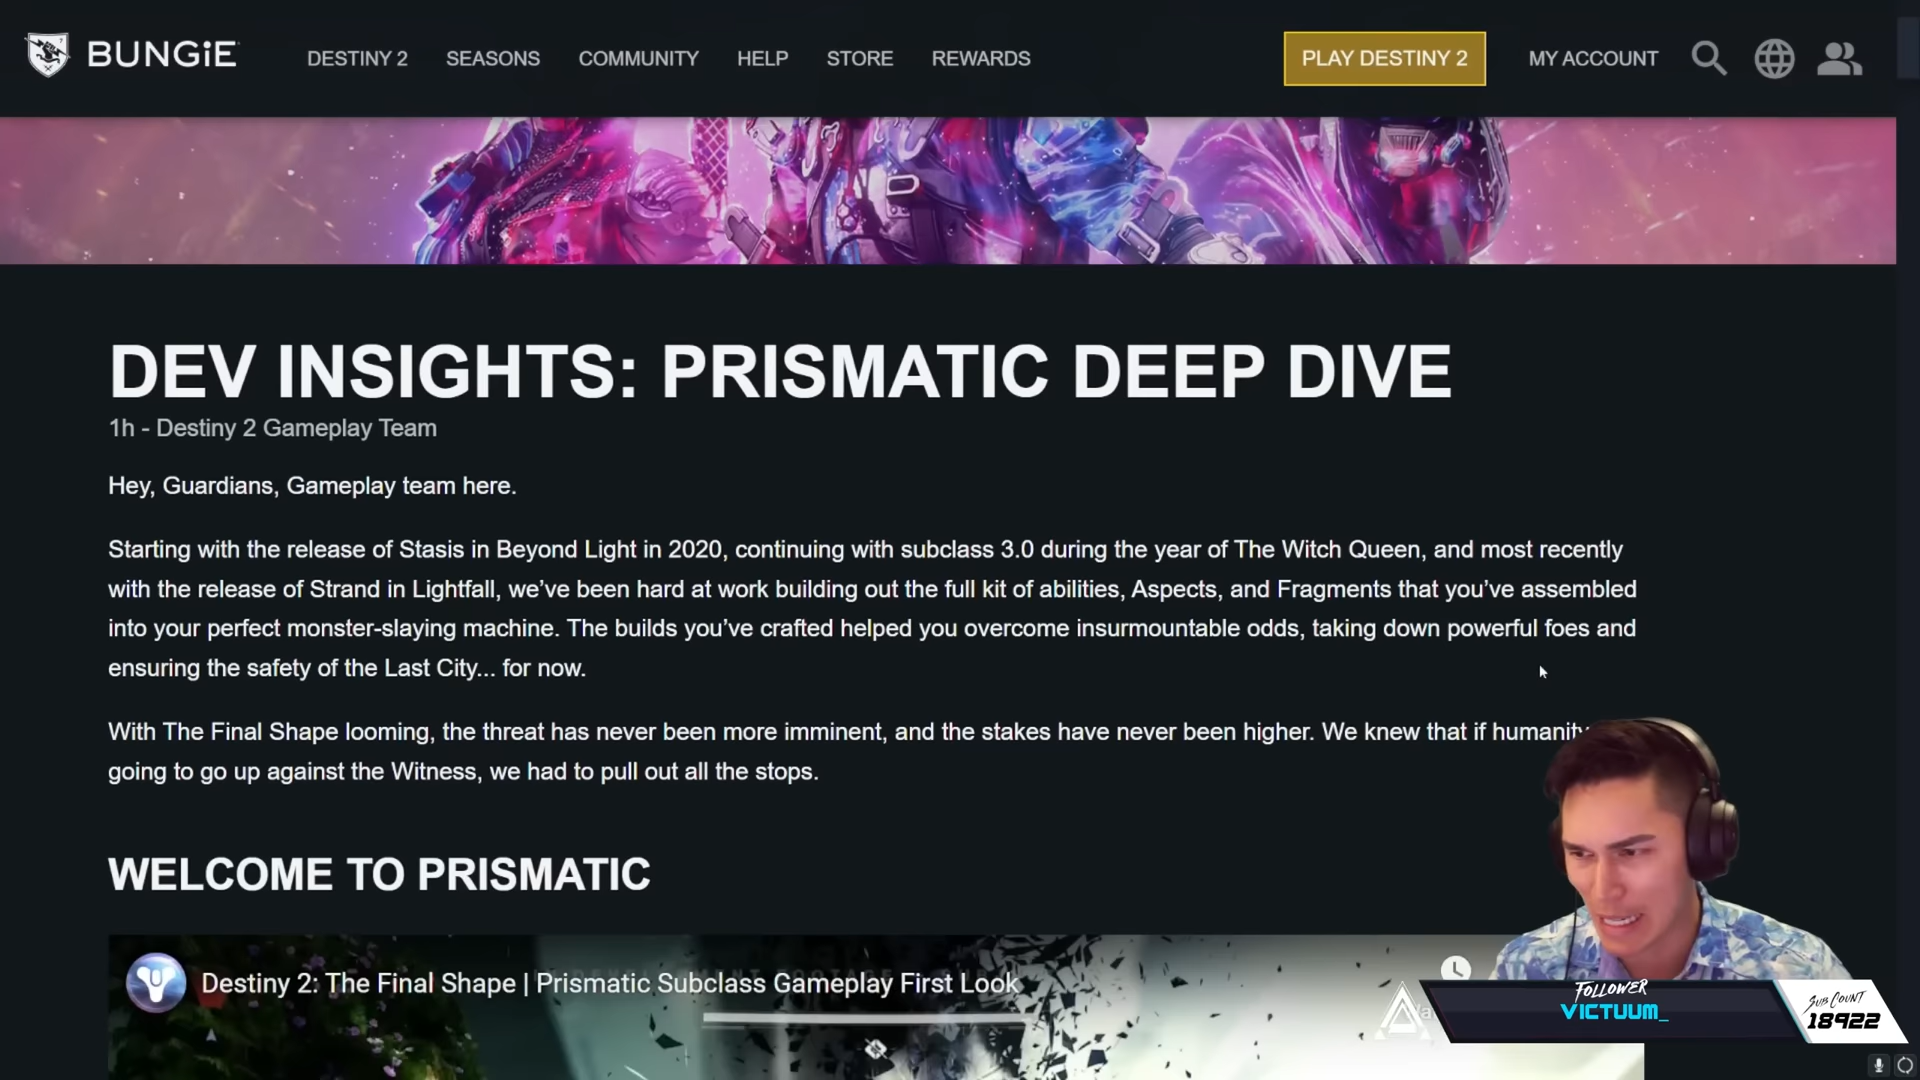 BUNGiE
DESTINY 2 SEASONS COMMUNITY HELP STORE REWARDS PLAY DESTINY 2 MY ACCOUNT
DEV INSIGHTS: PRISMATIC DEEP DIVE
1h - Destiny 2 Gameplay Team
Hey, Guardians, Gameplay team here.
Starting with the release of Stasis in Beyond Light in 2020, continuing with subclass 3.0 during the year of The Witch Queen, and most recently
with the release of Strand in Lightfall, we’ve been hard at work building out the full kit of abilities, Aspects, and Fragments that you’ve assembled
into your perfect monster-slaying machine. The builds you’ve crafted helped you overcome insurmountable odds, taking down powerful foes and
ensuring the safety of the Last City... for now.
With The Final Shape looming, the threat has never been more imminent, and the stakes have never been higher. We knew that if humanity
going to go up against the Witness, we had to pull out all the stops.
WELCOME TO PRISMATIC
Destiny 2: The Final Shape | Prismatic Subclass Gameplay First Look
FOLLOWER
VICTUUM_
SUB COUNT
18922